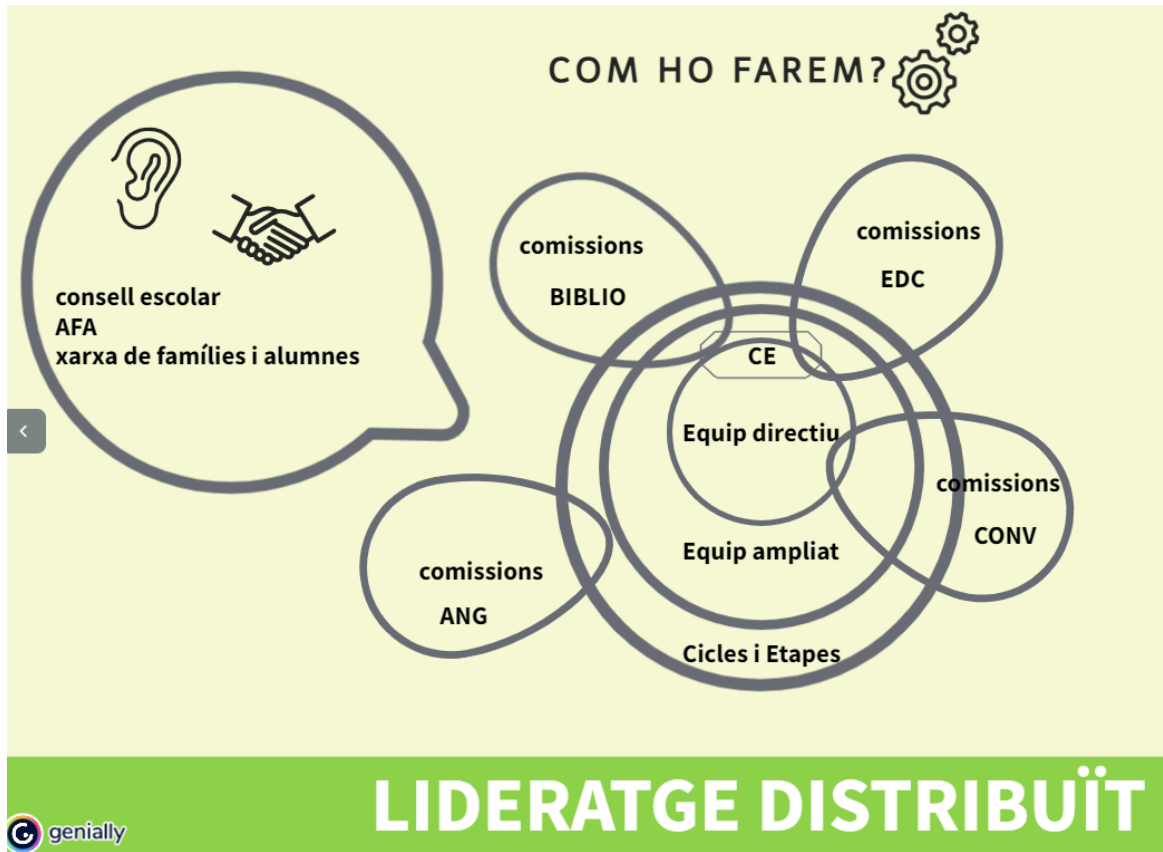 COM HO FAREM?
consell escolar
AFA
xarxa de famílies i alumnes
comissions
BIBLIO
comissions
EDC
CE
Equip directiu
comissions
CONV
Equip ampliat
comissions
ANG
Cicles i Etapes
LIDERATGE DISTRIBUÏT
genially